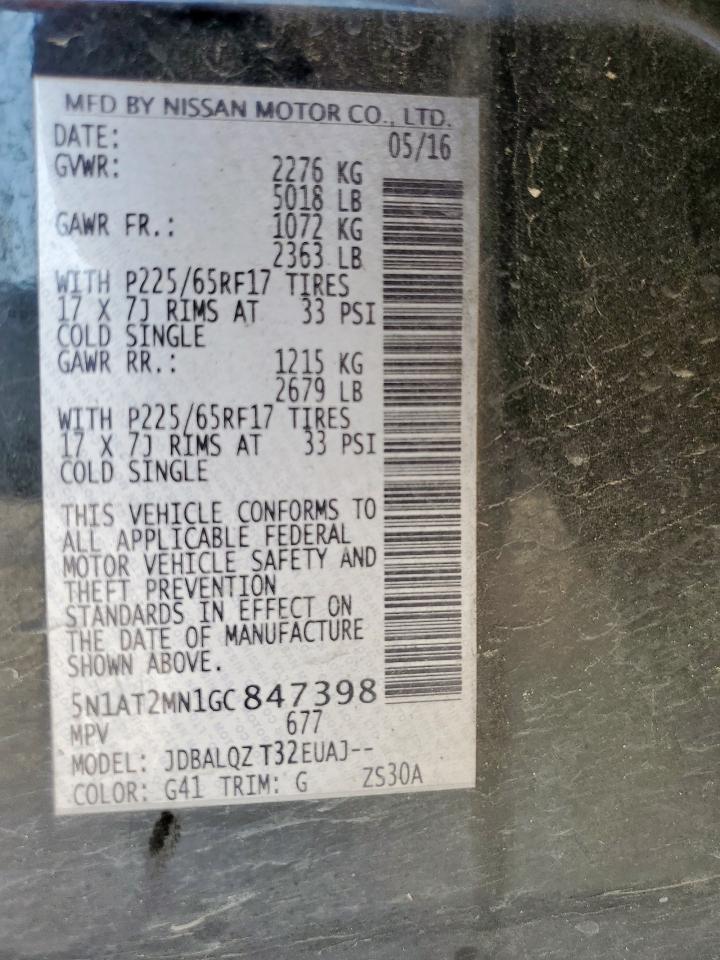 MFD BY NISSAN MOTOR CO., LTD.
DATE: 05/16
GVWR: 2276 KG
5018 LB
GAWR FR.: 1072 KG
2363 LB
WITH P225/65RF17 TIRES
17 X 7J RIMS AT 33 PSI
COLD SINGLE
GAWR RR.: 1215 KG
2679 LB
WITH P225/65RF17 TIRES
17 X 7J RIMS AT 33 PSI
COLD SINGLE
THIS VEHICLE CONFORMS TO
ALL APPLICABLE FEDERAL
MOTOR VEHICLE SAFETY AND
THEFT PREVENTION
STANDARDS IN EFFECT ON
THE DATE OF MANUFACTURE
SHOWN ABOVE.
5N1AT2MN1GC847398
MPV 677
MODEL: JDBALQZ T32EUAJ--
COLOR: G41 TRIM: G ZS30A